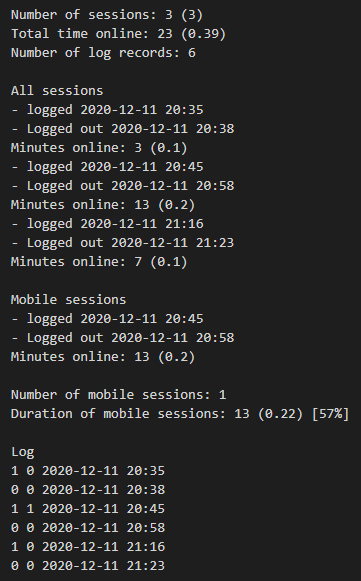 Number of sessions: 3 (3)
Total time online: 23 (0.39)
Number of log records: 6
All sessions
- logged 2020-12-11 20:35
- Logged out 2020-12-11 20:38
Minutes online: 3 (0.1)
- logged 2020-12-11 20:45
- Logged out 2020-12-11 20:58
Minutes online: 13 (0.2)
- logged 2020-12-11 21:16
- Logged out 2020-12-11 21:23
Minutes online: 7 (0.1)
Mobile sessions
- logged 2020-12-11 20:45
- Logged out 2020-12-11 20:58
Minutes online: 13 (0.2)
Number of mobile sessions: 1
Duration of mobile sessions: 13 (0.22) [57%]
Log
1 0 2020-12-11 20:35
0 0 2020-12-11 20:38
1 1 2020-12-11 20:45
0 0 2020-12-11 20:58
1 0 2020-12-11 21:16
0 0 2020-12-11 21:23